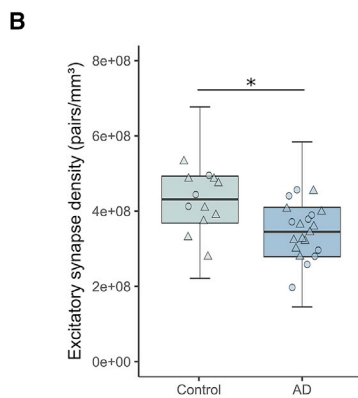 B
Excitatory synapse density (pairs/mm³)
8e+08
*
6e+08
4e+08
2e+08
0e+00
Control
AD